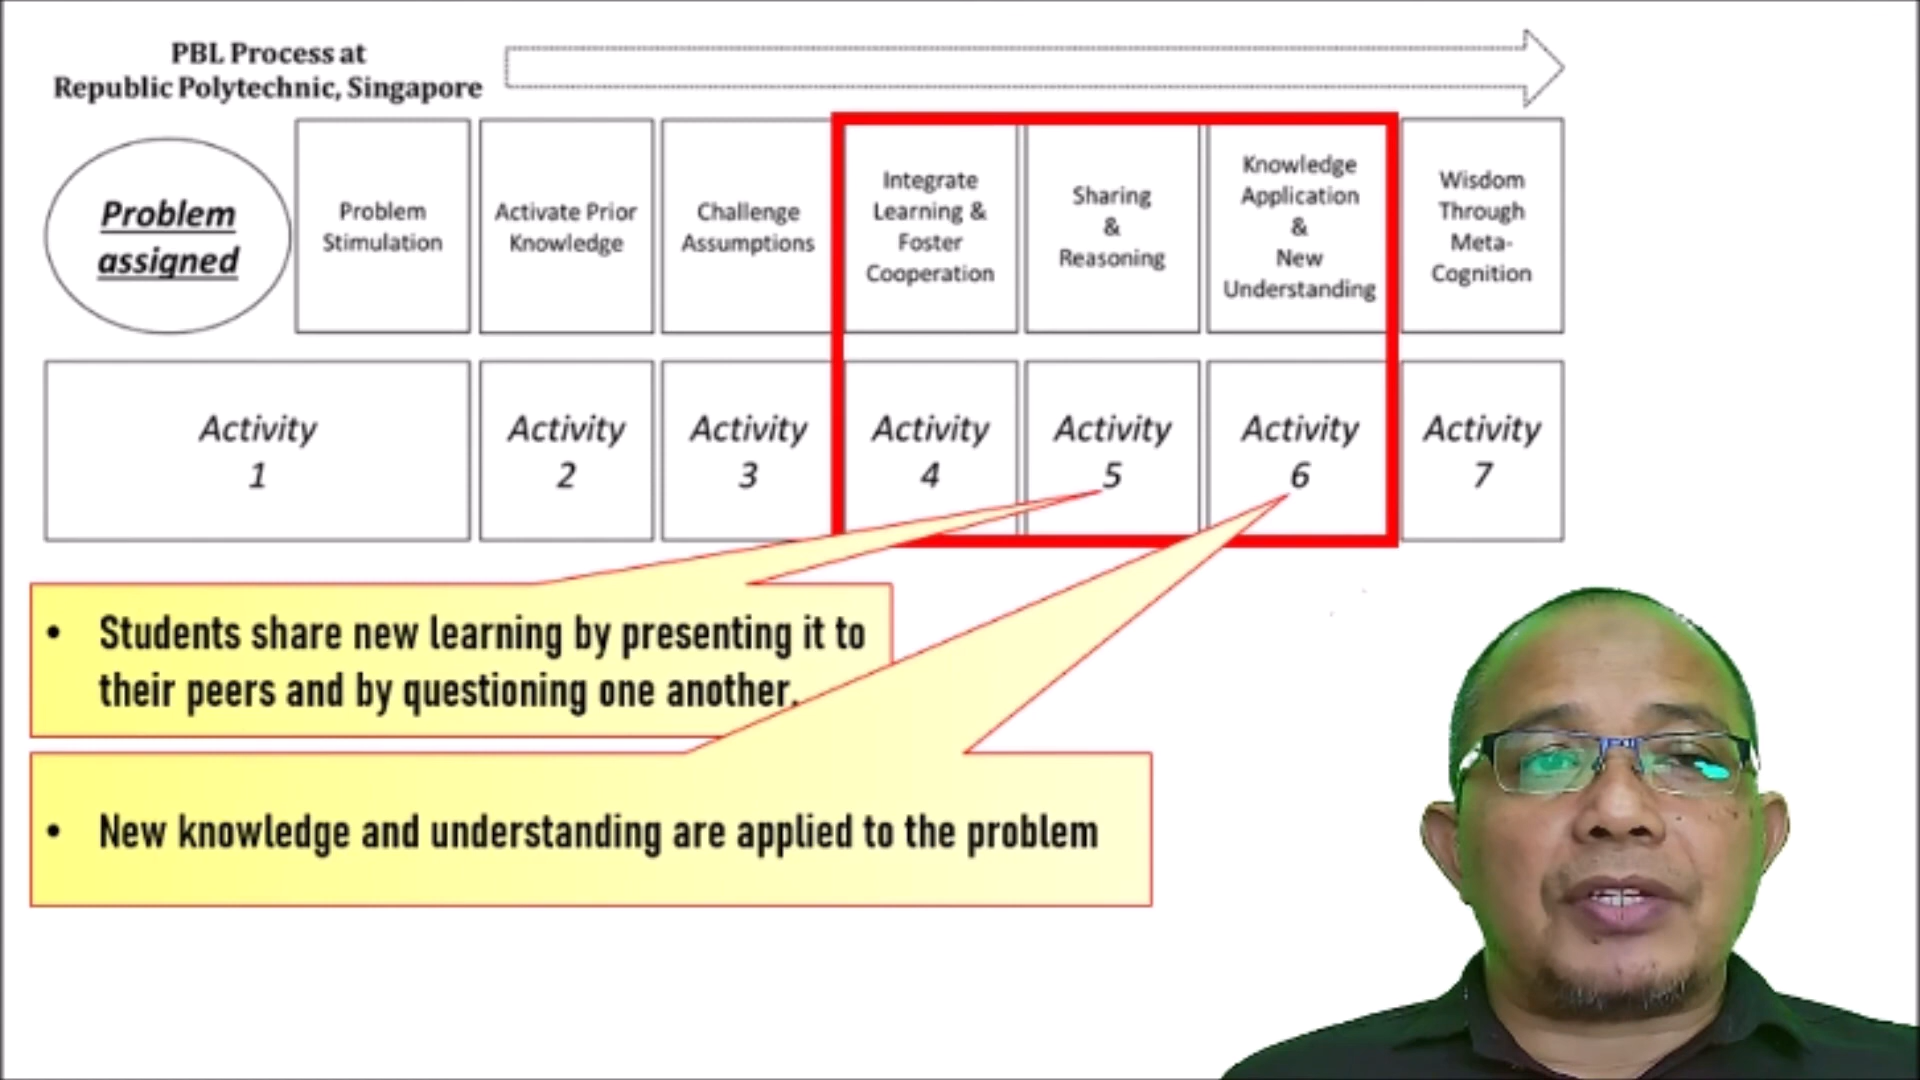 PBL Process at
Republic Polytechnic, Singapore
Problem
assigned
Problem
Stimulation
Activate Prior
Knowledge
Challenge
Assumptions
Integrate
Learning &
Foster
Cooperation
Sharing
&
Reasoning
Knowledge
Application
&
New
Understanding
Wisdom
Through
Meta-
Cognition
Activity
1
Activity
2
Activity
3
Activity
4
Activity
5
Activity
6
Activity
7
• Students share new learning by presenting it to
their peers and by questioning one another.
• New knowledge and understanding are applied to the problem